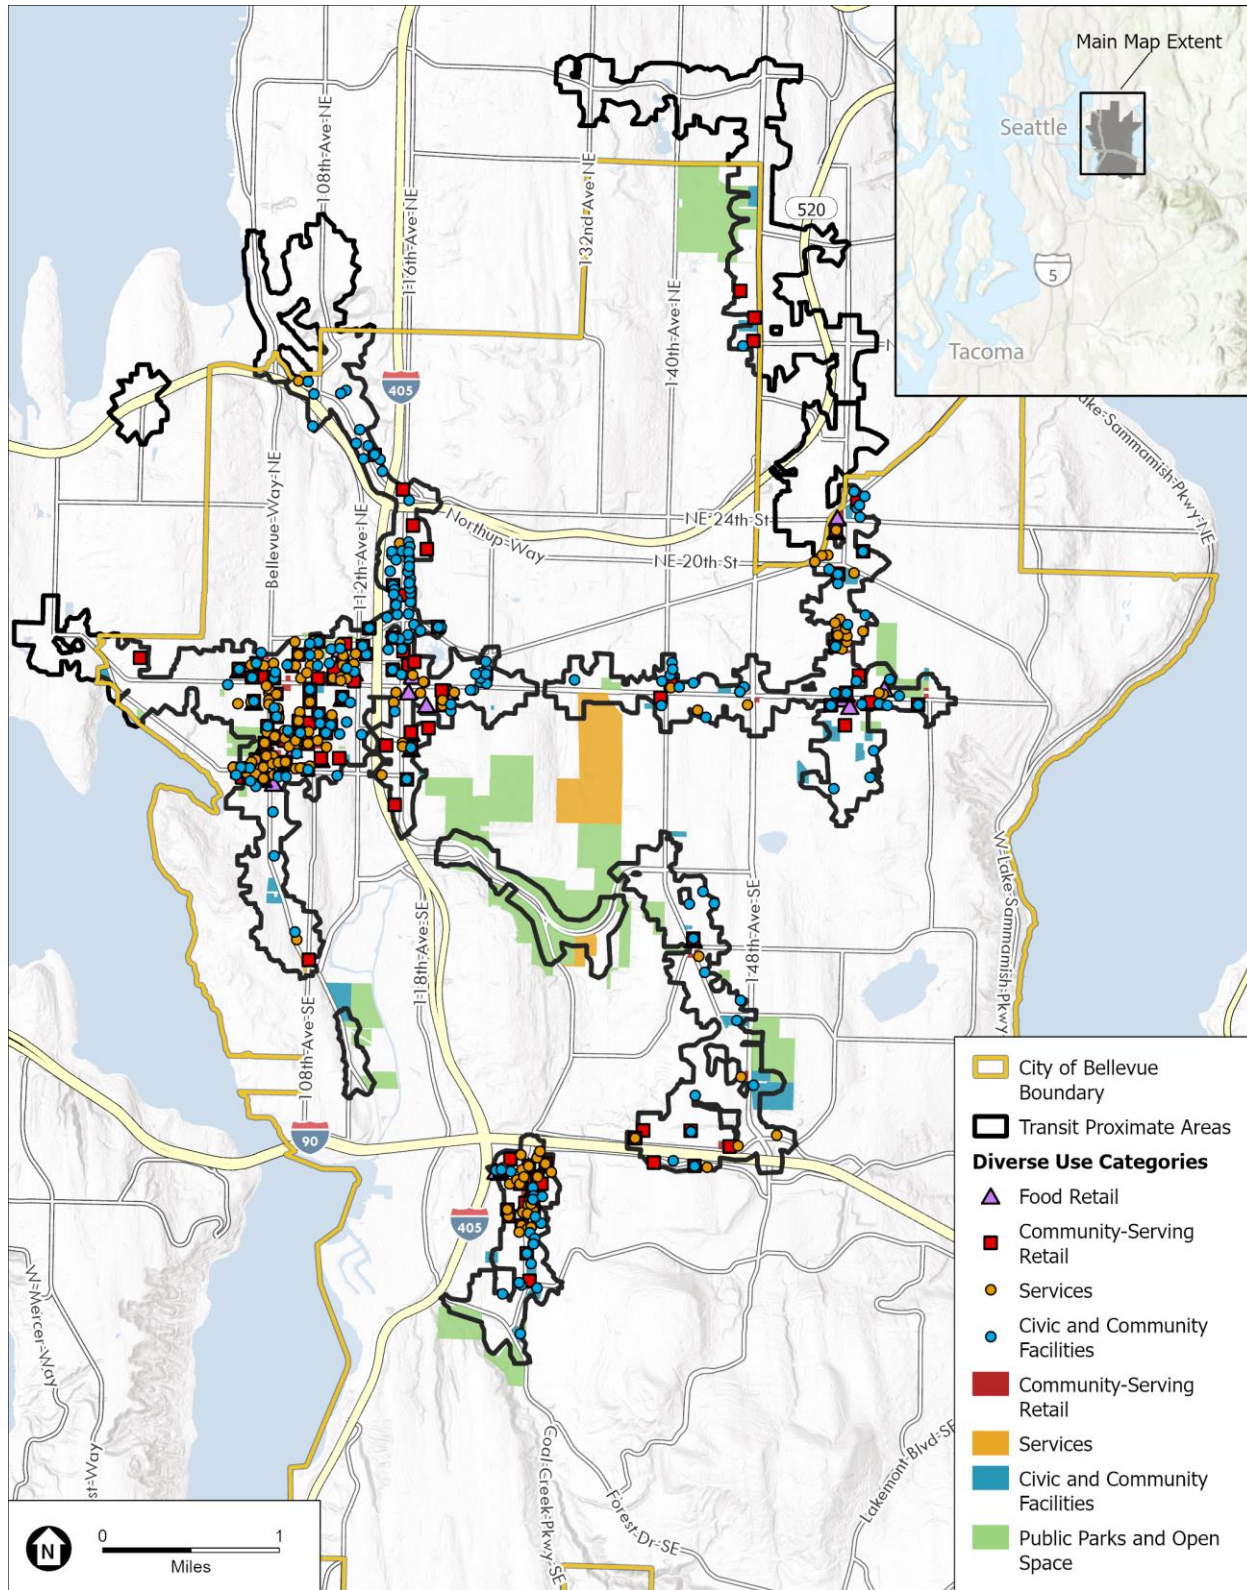 Main Map Extent
Seattle
5
Tacoma
108th-Ave-NE
116th-Ave-NE
132nd-Ave-NE
520
140th-Ave-NE
N
405
Lake-Sammamish-Pkwy-NE
Bellevue-Way-NE
112th-Ave-NE
Northup-Way
NE-24th-St
NE-20th-St
118th-Ave-SE
148th-Ave-SE
W-Lake-Sammamish-Pkwy-
108th-Ave-SE
90
405
W-Mercer-Way
st-Way
Coal-Creek-Pkwy-SE
Forest-Dr-SE
Lakemont-Blvd-SE
City of Bellevue
Boundary
Transit Proximate Areas
Diverse Use Categories
Food Retail
Community-Serving
Retail
Services
Civic and Community
Facilities
Community-Serving
Retail
Services
Civic and Community
Facilities
Public Parks and Open
Space
N
0 1
Miles